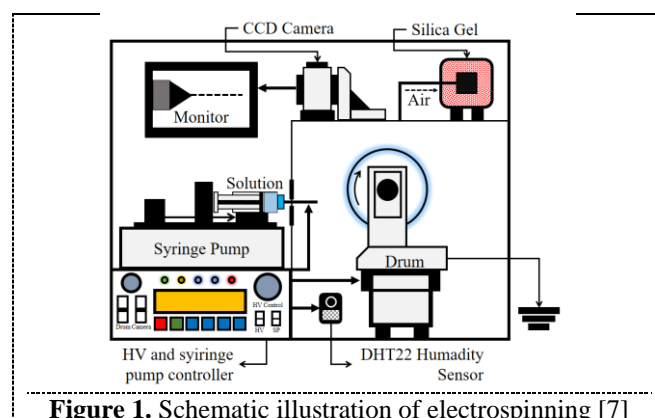 CCD Camera
Silica Gel
Monitor
Air
Solution
Syringe Pump
Drum
HV Control
Drum Camera
HV
SP
HV and syiringe
pump controller
DHT22 Humadity
Sensor
Figure 1. Schematic illustration of electrospinning [7]